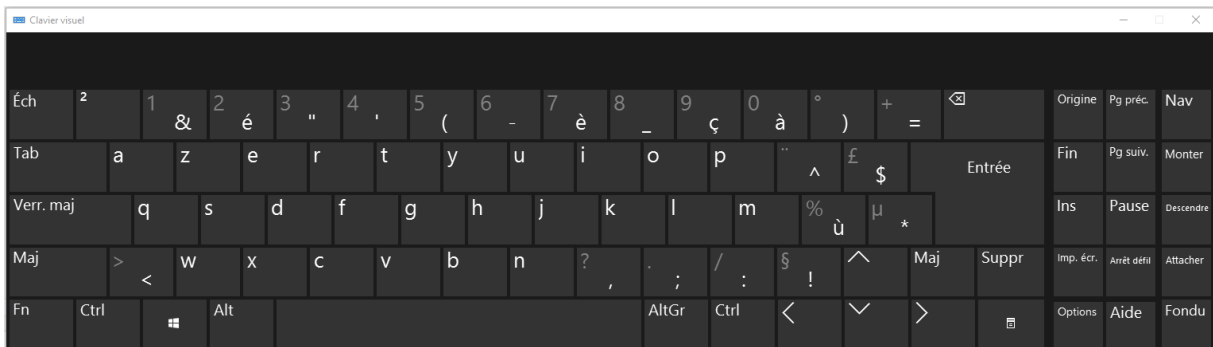 Clavier visuel
Éch ² 1 & 2 é 3 " 4 ' 5 ( 6 - 7 è 8 _ 9 ç 0 à ° ) + = Origine Pg préc. Nav
Tab a z e r t y u i o p ¨ ^ £ $ Entrée Fin Pg suiv. Monter
Verr. maj q s d f g h j k l m % ù µ * Ins Pause Descendre
Maj > < w x c v b n ? , . ; / : § ! Maj Suppr Imp. écr. Arrêt défil Attacher
Fn Ctrl Alt AltGr Ctrl Options Aide Fondu